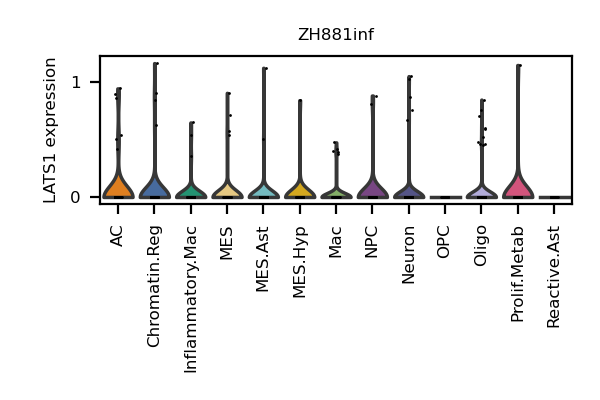 ZH881inf
LATS1 expression
1
0
AC
Chromatin.Reg
Inflammatory.Mac
MES
MES.Ast
MES.Hyp
Mac
NPC
Neuron
OPC
Oligo
Prolif.Metab
Reactive.Ast